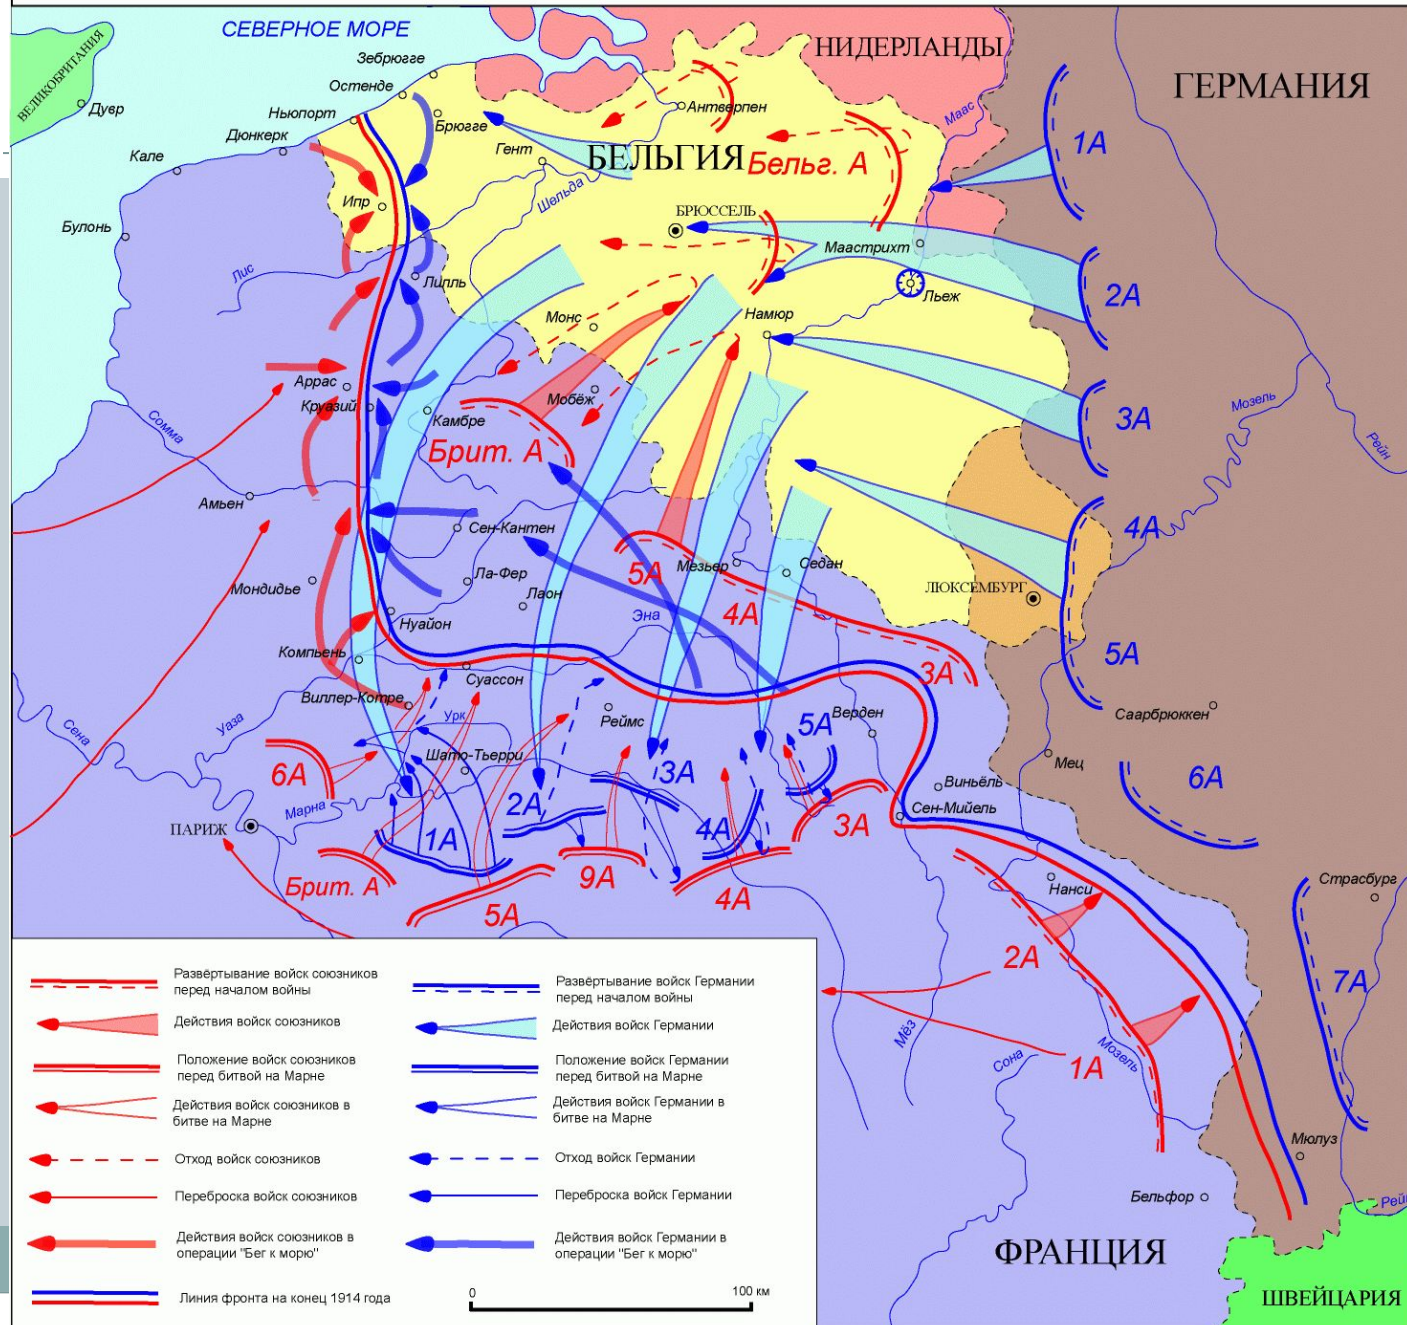 СЕВЕРНОЕ МОРЕ
НИДЕРЛАНДЫ
ГЕРМАНИЯ
ВЕЛИКОБРИТАНИЯ
Дувр
Зебрюгге
Остенде
Ньюпорт
Брюгге
Дюнкерк
Кале
Булонь
Гент
Антверпен
БЕЛЬГИЯ
Бельг. А
Маас
1А
Ипр
Шельда
БРЮССЕЛЬ
Маастрихт
Льеж
2А
Лис
Лилль
Монс
Намюр
3А
Аррас
Круазий
Камбре
Мобёж
Брит. А
Сомма
Мозель
Рейн
Амьен
Сен-Кантен
4А
Мондидье
Ла-Фер
Лаон
5А
Мезьер
Седан
4А
ЛЮКСЕМБУРГ
Нуайон
Эна
5А
Компьень
Суассон
3А
Виллер-Котре
Урк
Реймс
5А
Верден
Саарбрюккен
Сена
Уаза
6А
Шато-Тьерри
3А
Мец
6А
Виньёль
Сен-Мийель
Марна
2А
ПАРИЖ
1А
4А
3А
Брит. А
9А
5А
4А
Нанси
Страсбург
2А
7А
Мёз
Сона
Мозель
1А
Мюлуз
Бельфор
Рейн
ФРАНЦИЯ
ШВЕЙЦАРИЯ
Развёртывание войск союзников
перед началом войны
Действия войск союзников
Положение войск союзников
перед битвой на Марне
Действия войск союзников в
битве на Марне
Отход войск союзников
Переброска войск союзников
Действия войск союзников в
операции "Бег к морю"
Линия фронта на конец 1914 года
Развёртывание войск Германии
перед началом войны
Действия войск Германии
Положение войск Германии
перед битвой на Марне
Действия войск Германии в
битве на Марне
Отход войск Германии
Переброска войск Германии
Действия войск Германии в
операции "Бег к морю"
0
100 км